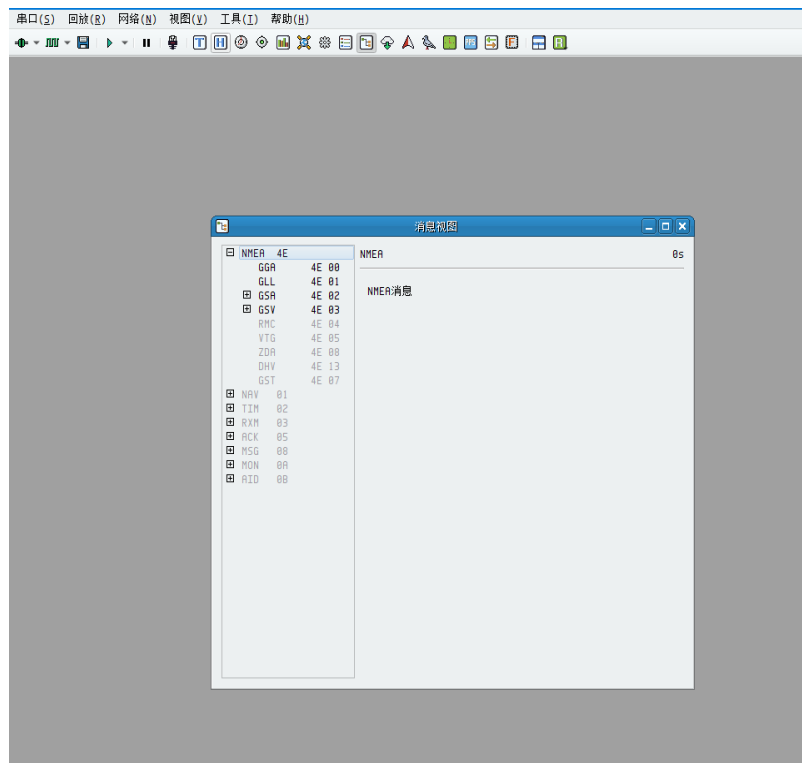 串口(S) 回放(R) 网络(N) 视图(V) 工具(T) 帮助(H)
消息视图
NMEA 4E
GGA 4E 00
GLL 4E 01
GSA 4E 02
GSV 4E 03
RMC 4E 04
VTG 4E 05
ZDA 4E 08
DHV 4E 13
GST 4E 07
NAV 01
TIM 02
RXM 03
ACK 05
MSG 08
MON 0A
AID 0B
NMEA 0s
NMEA消息